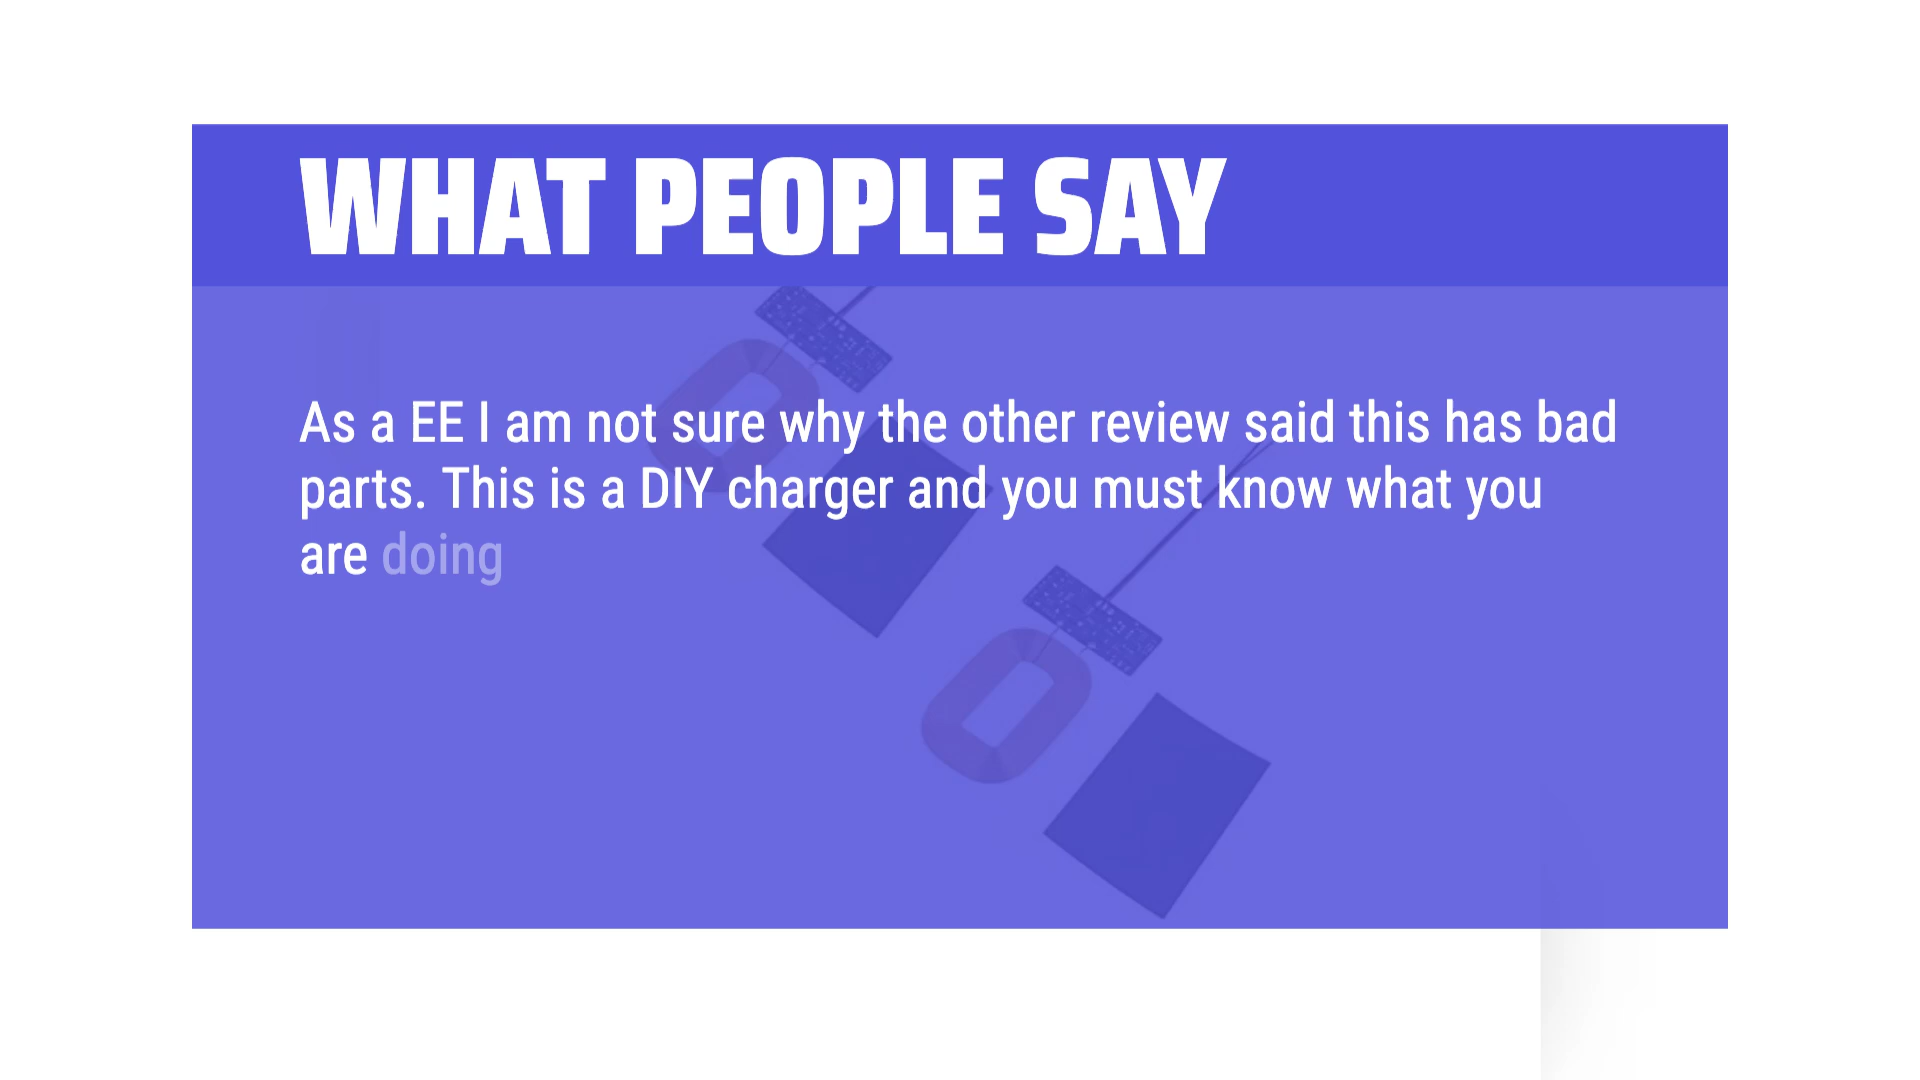 WHAT PEOPLE SAY
As a EE I am not sure why the other review said this has bad
parts. This is a DIY charger and you must know what you
are doing